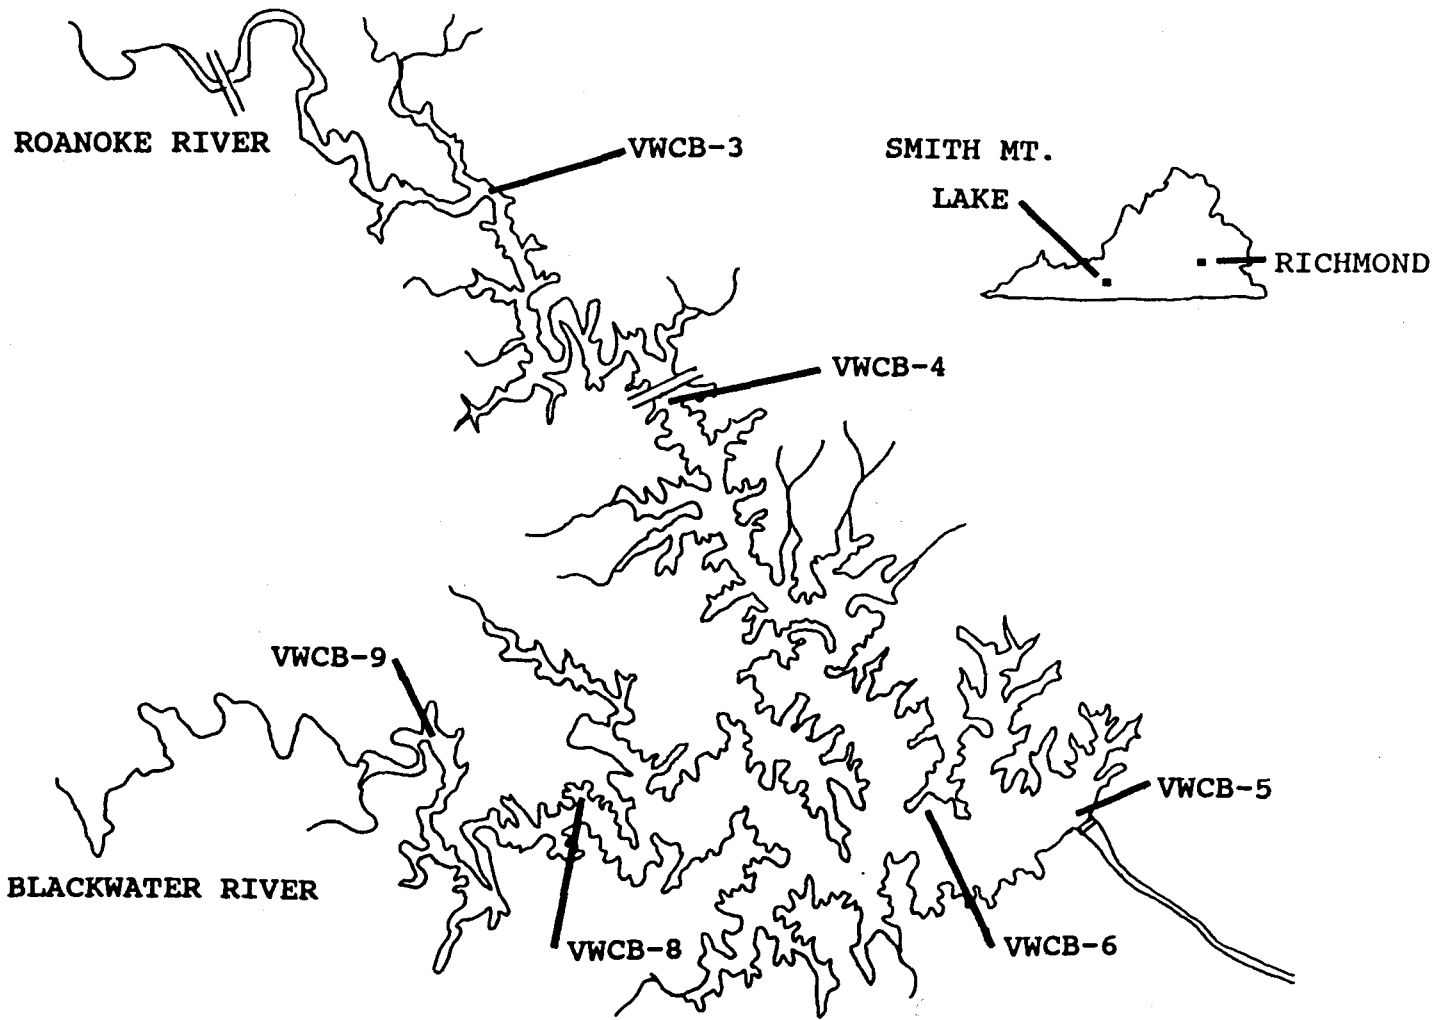 ROANOKE RIVER
VWCB-3
SMITH MT.
LAKE
RICHMOND
VWCB-4
VWCB-9
VWCB-5
BLACKWATER RIVER
VWCB-8
VWCB-6